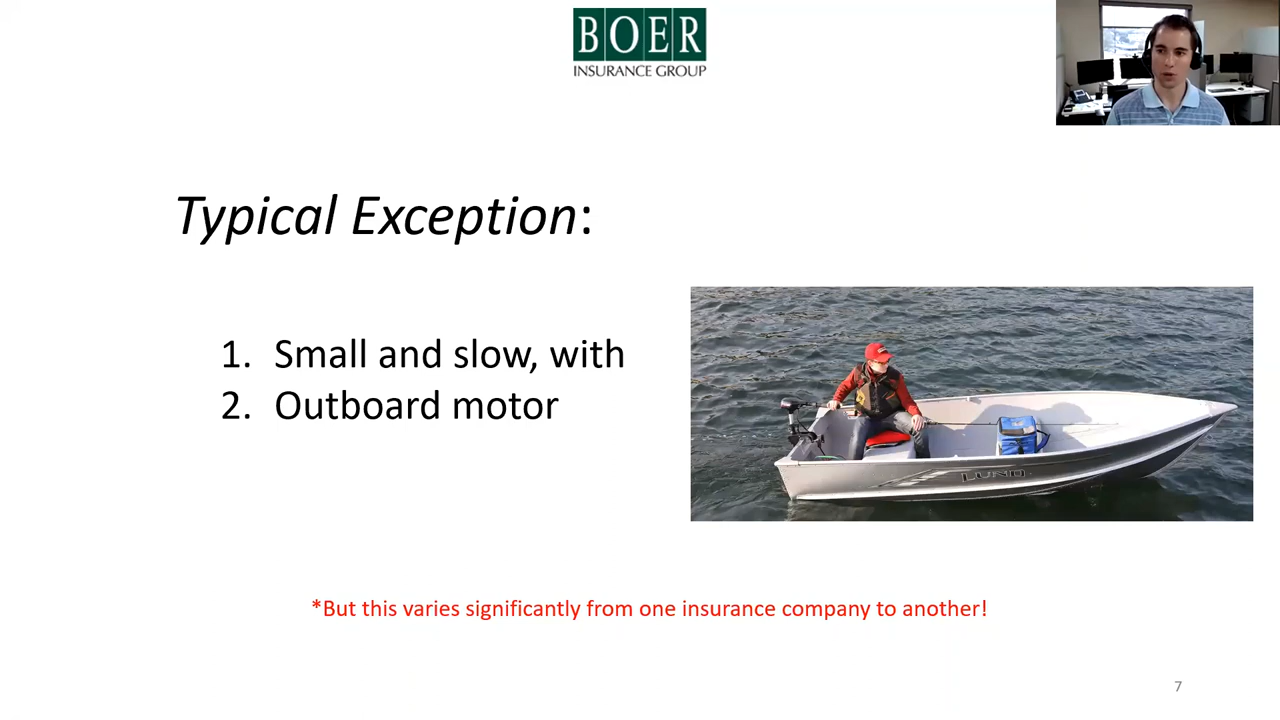 BOER
INSURANCE GROUP
Typical Exception:
1. Small and slow, with
2. Outboard motor
LUND
*But this varies significantly from one insurance company to another!
7